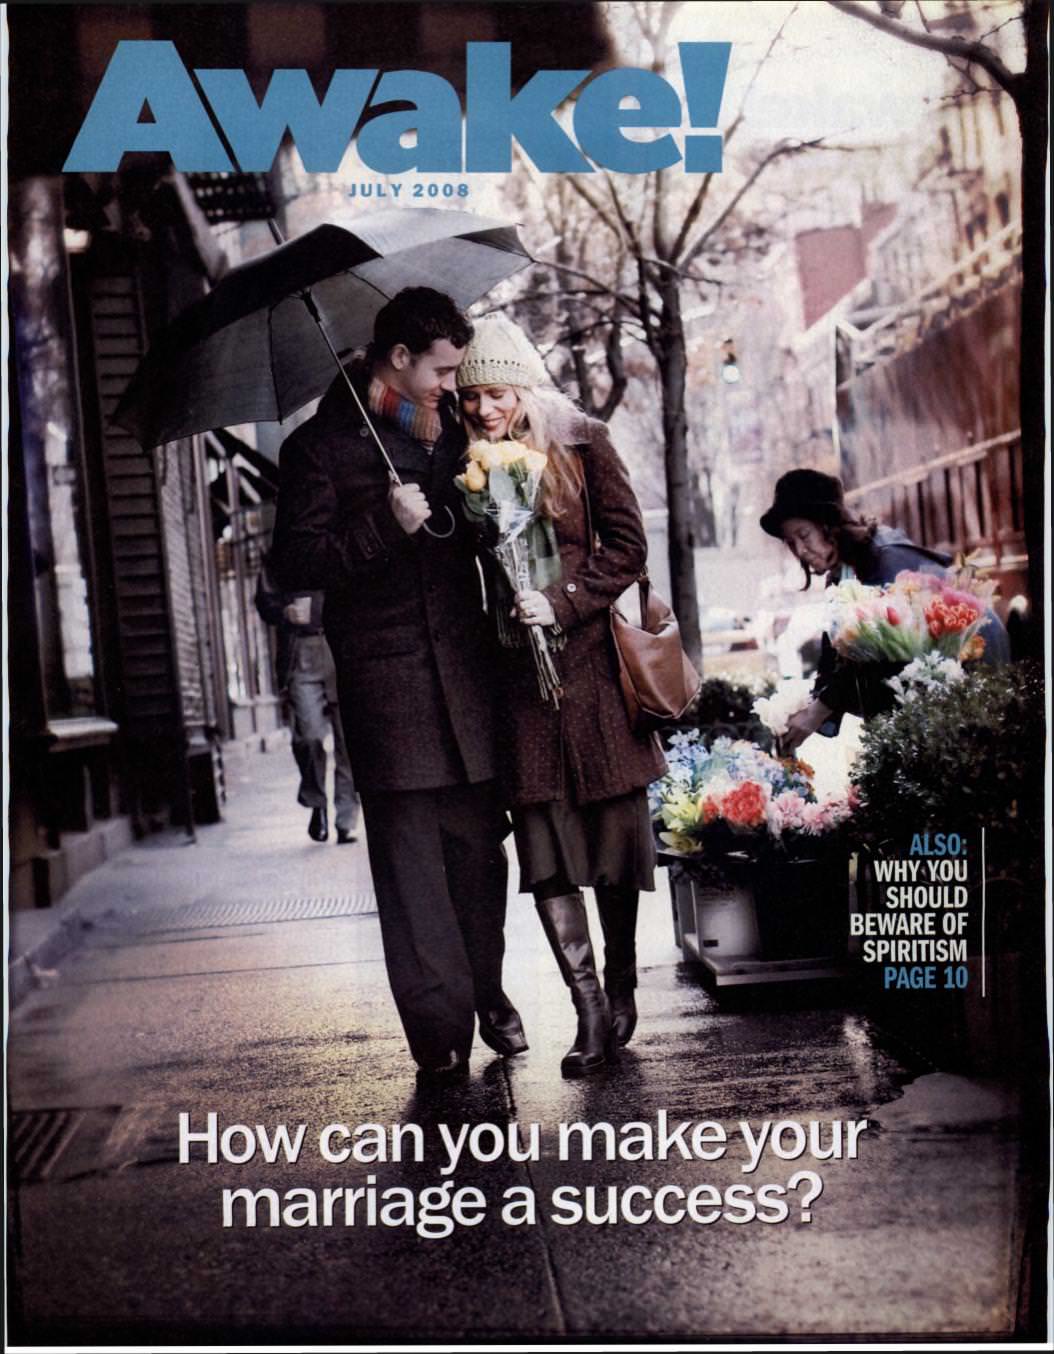 Awake!
JULY 2008
ALSO:
WHY YOU
SHOULD
BEWARE OF
SPIRITISM
PAGE 10
How can you make your
marriage a success?